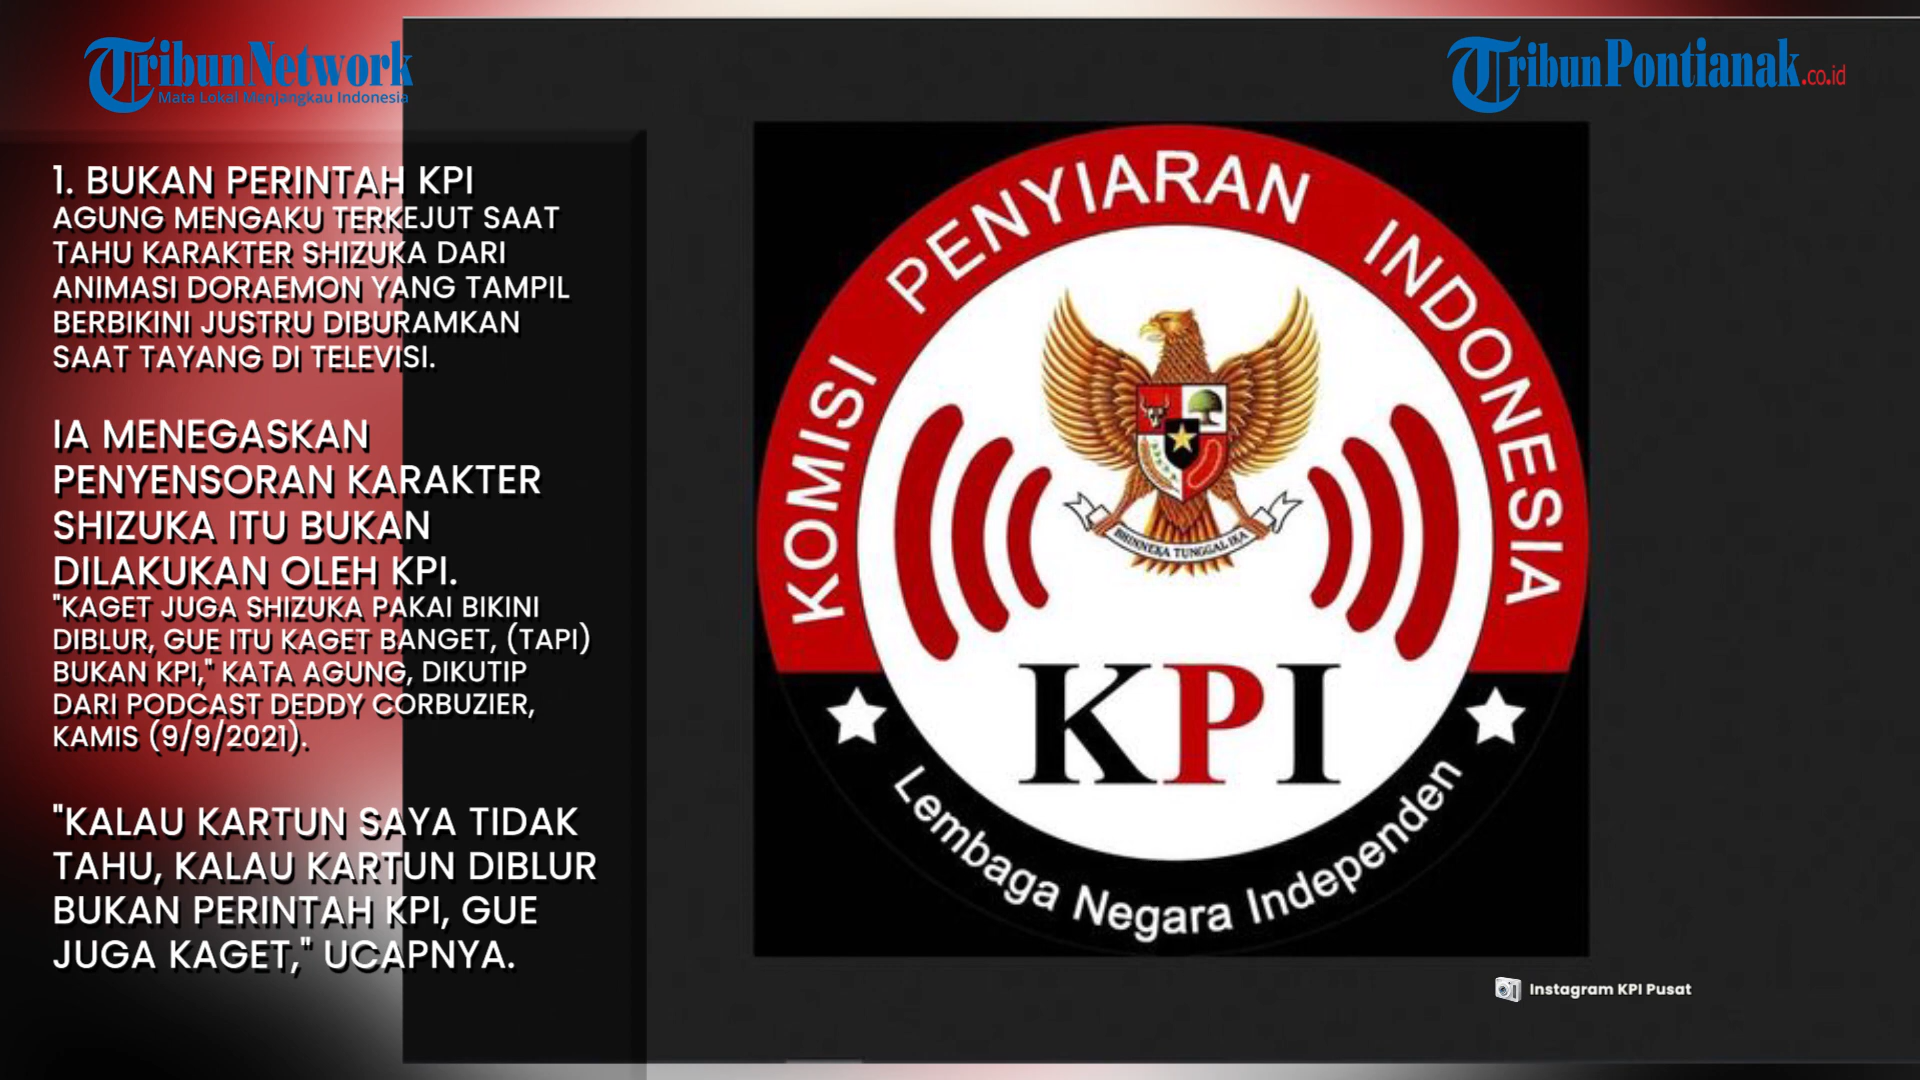 TribunNetwork
Mata Lokal Menjangkau Indonesia
TribunPontianak.co.id
1. BUKAN PERINTAH KPI
AGUNG MENGAKU TERKEJUT SAAT
TAHU KARAKTER SHIZUKA DARI
ANIMASI DORAEMON YANG TAMPIL
BERBIKINI JUSTRU DIBURAMKAN
SAAT TAYANG DI TELEVISI.
IA MENEGASKAN
PENYENSORAN KARAKTER
SHIZUKA ITU BUKAN
DILAKUKAN OLEH KPI.
"KAGET JUGA SHIZUKA PAKAI BIKINI
DIBLUR, GUE ITU KAGET BANGET, (TAPI)
BUKAN KPI," KATA AGUNG, DIKUTIP
DARI PODCAST DEDDY CORBUZIER,
KAMIS (9/9/2021).
"KALAU KARTUN SAYA TIDAK
TAHU, KALAU KARTUN DIBLUR
BUKAN PERINTAH KPI, GUE
JUGA KAGET," UCAPNYA.
KOMISI PENYIARAN INDONESIA
BHINNEKA TUNGGAL IKA
KPI
Lembaga Negara Independen
Instagram KPI Pusat